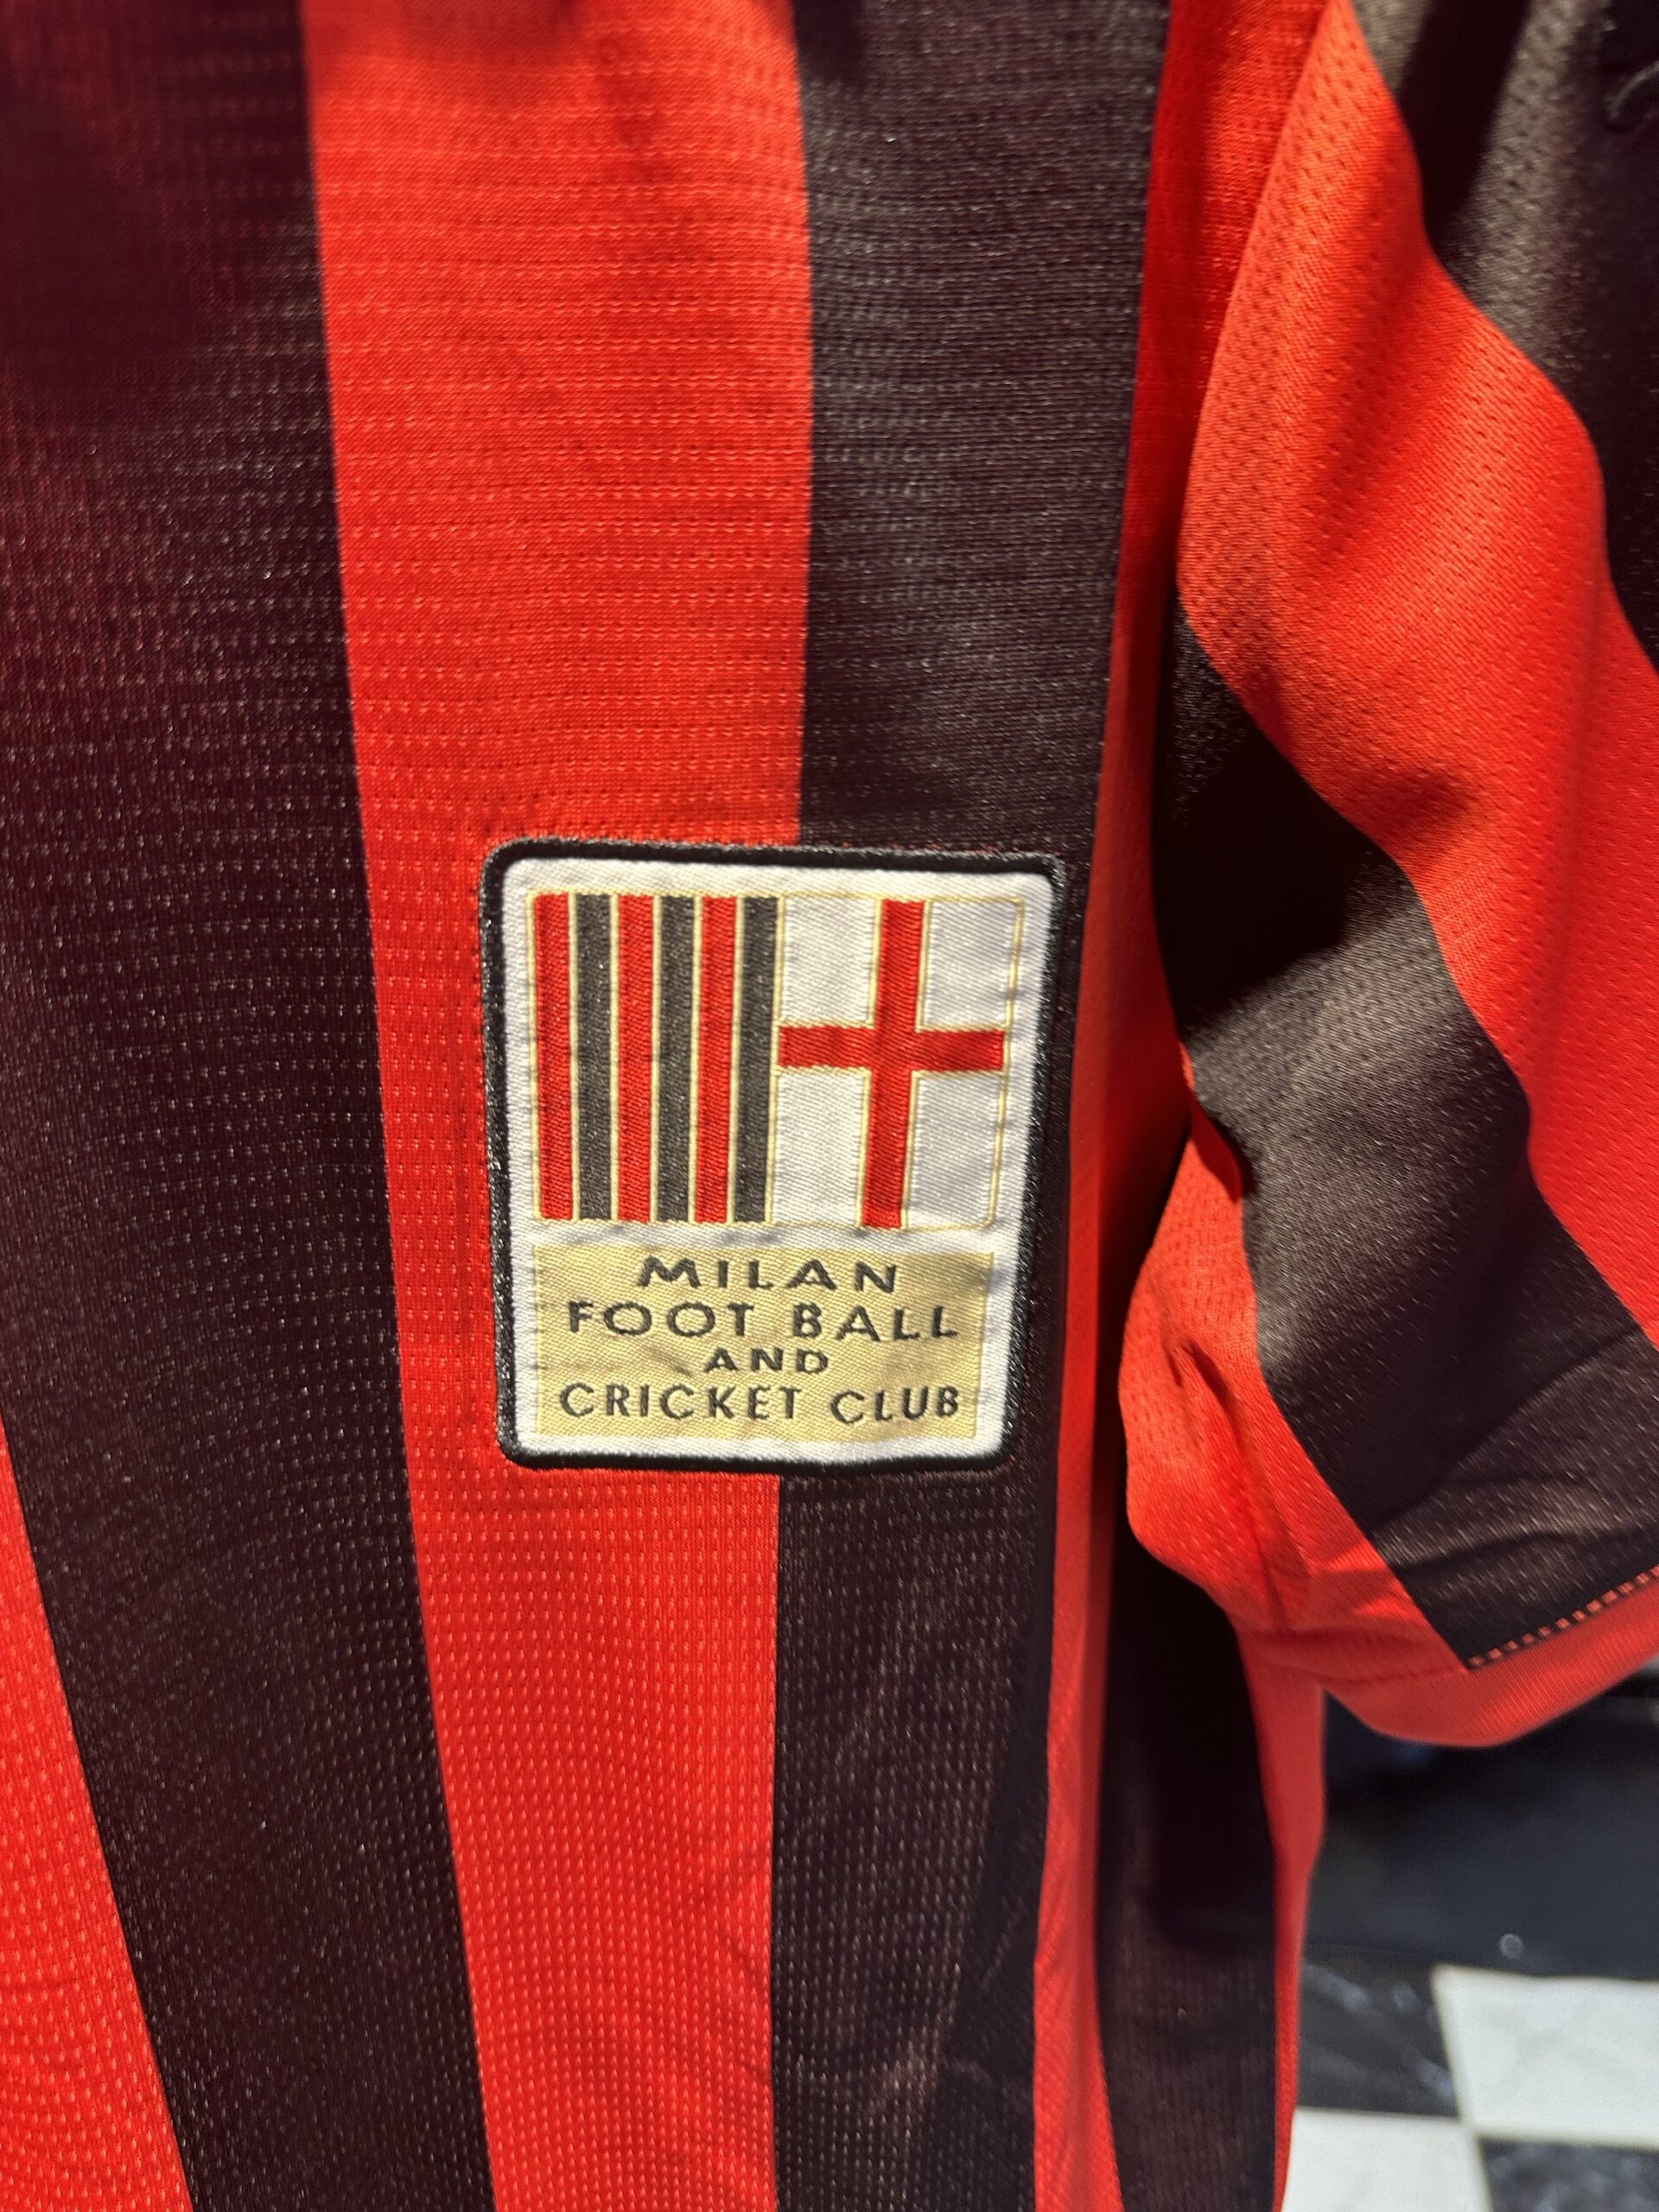 MILAN
FOOT BALL
AND
CRICKET CLUB